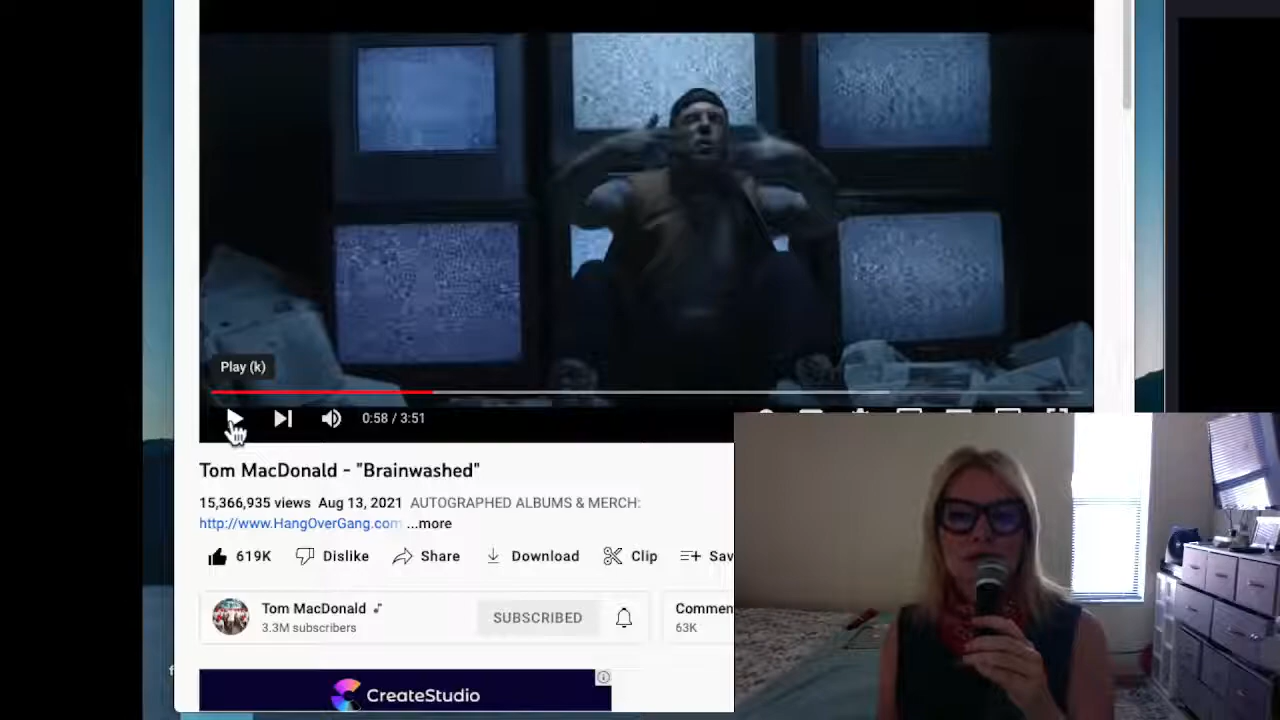 Play (k)
0:58 / 3:51
Tom MacDonald - "Brainwashed"
15,366,935 views Aug 13, 2021 AUTOGRAPHED ALBUMS & MERCH:
http://www.HangOverGang.com ...more
619K Dislike Share Download Clip Sav
Tom MacDonald
3.3M subscribers
SUBSCRIBED
Commen
63K
CreateStudio